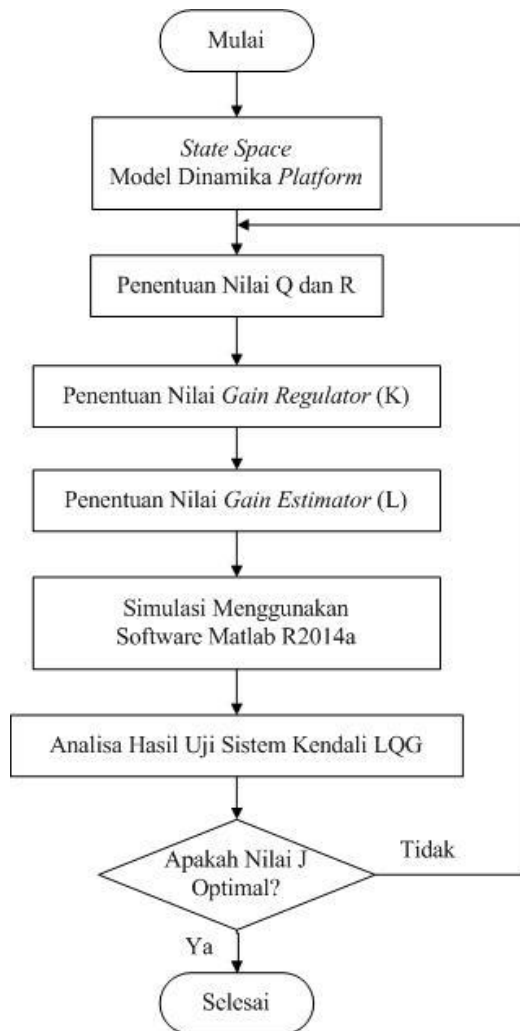 Mulai
State Space
Model Dinamika Platform
Penentuan Nilai Q dan R
Penentuan Nilai Gain Regulator (K)
Penentuan Nilai Gain Estimator (L)
Simulasi Menggunakan
Software Matlab R2014a
Analisa Hasil Uji Sistem Kendali LQG
Apakah Nilai J
Optimal?
Tidak
Ya
Selesai